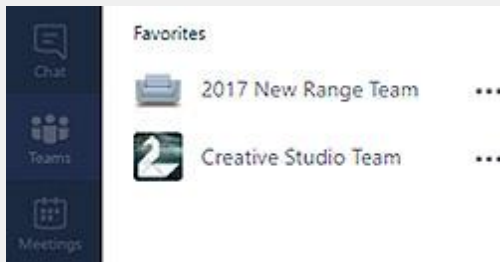 Chat
Teams
Meetings
Favorites
2017 New Range Team
Creative Studio Team